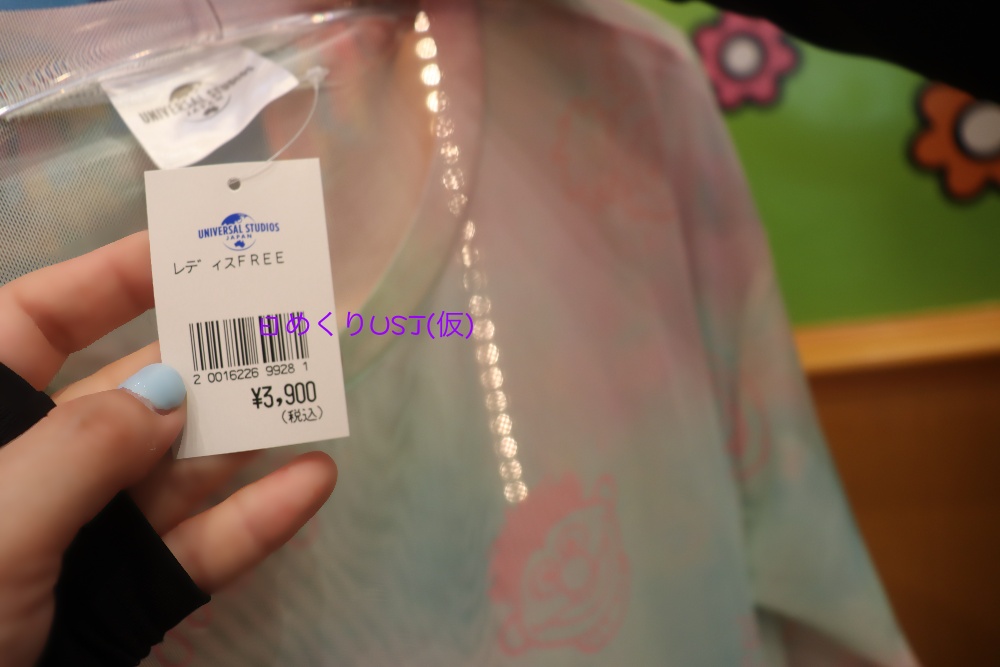 UNIVERSAL STUDIOS
UNIVERSAL STUDIOS
JAPAN
レディスFREE
日めくりUSJ(仮)
2 0016226 9928 1
¥3,900
(税込)